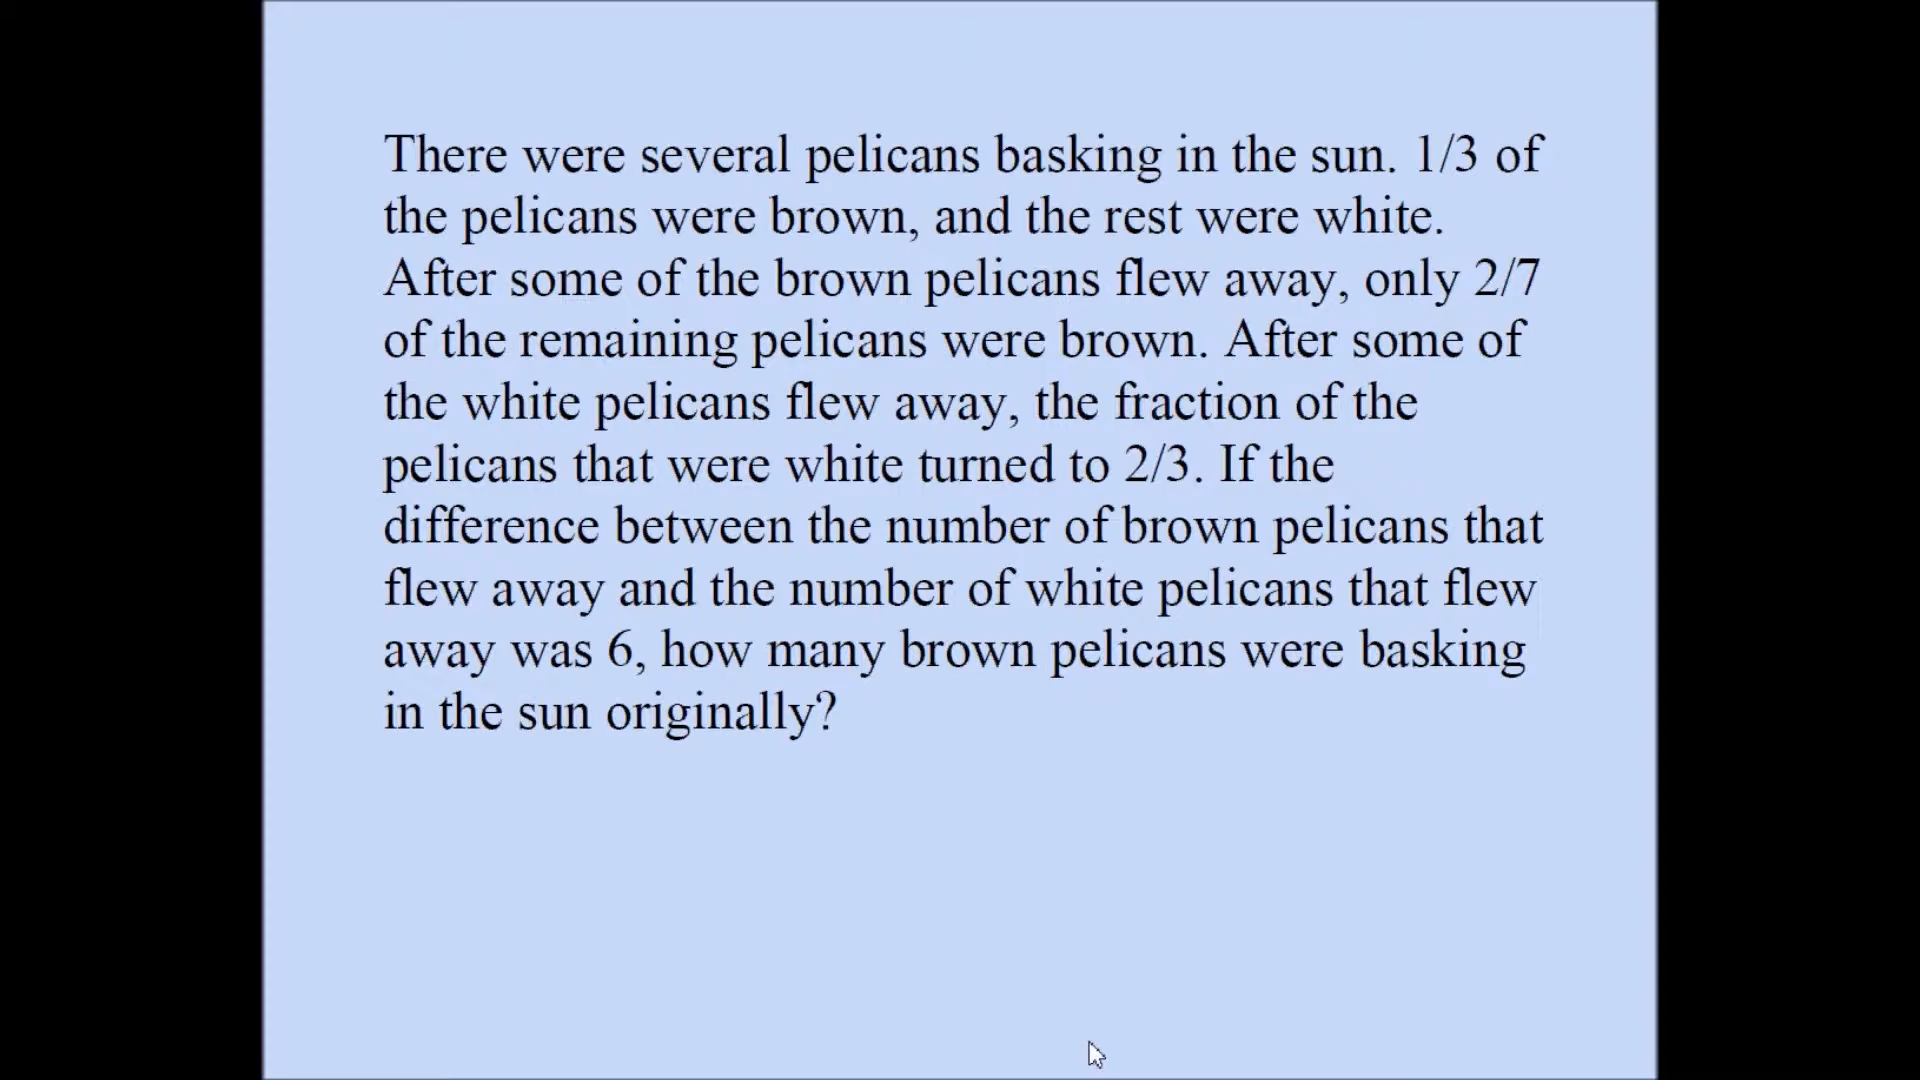 There were several pelicans basking in the sun. 1/3 of
the pelicans were brown, and the rest were white.
After some of the brown pelicans flew away, only 2/7
of the remaining pelicans were brown. After some of
the white pelicans flew away, the fraction of the
pelicans that were white turned to 2/3. If the
difference between the number of brown pelicans that
flew away and the number of white pelicans that flew
away was 6, how many brown pelicans were basking
in the sun originally?